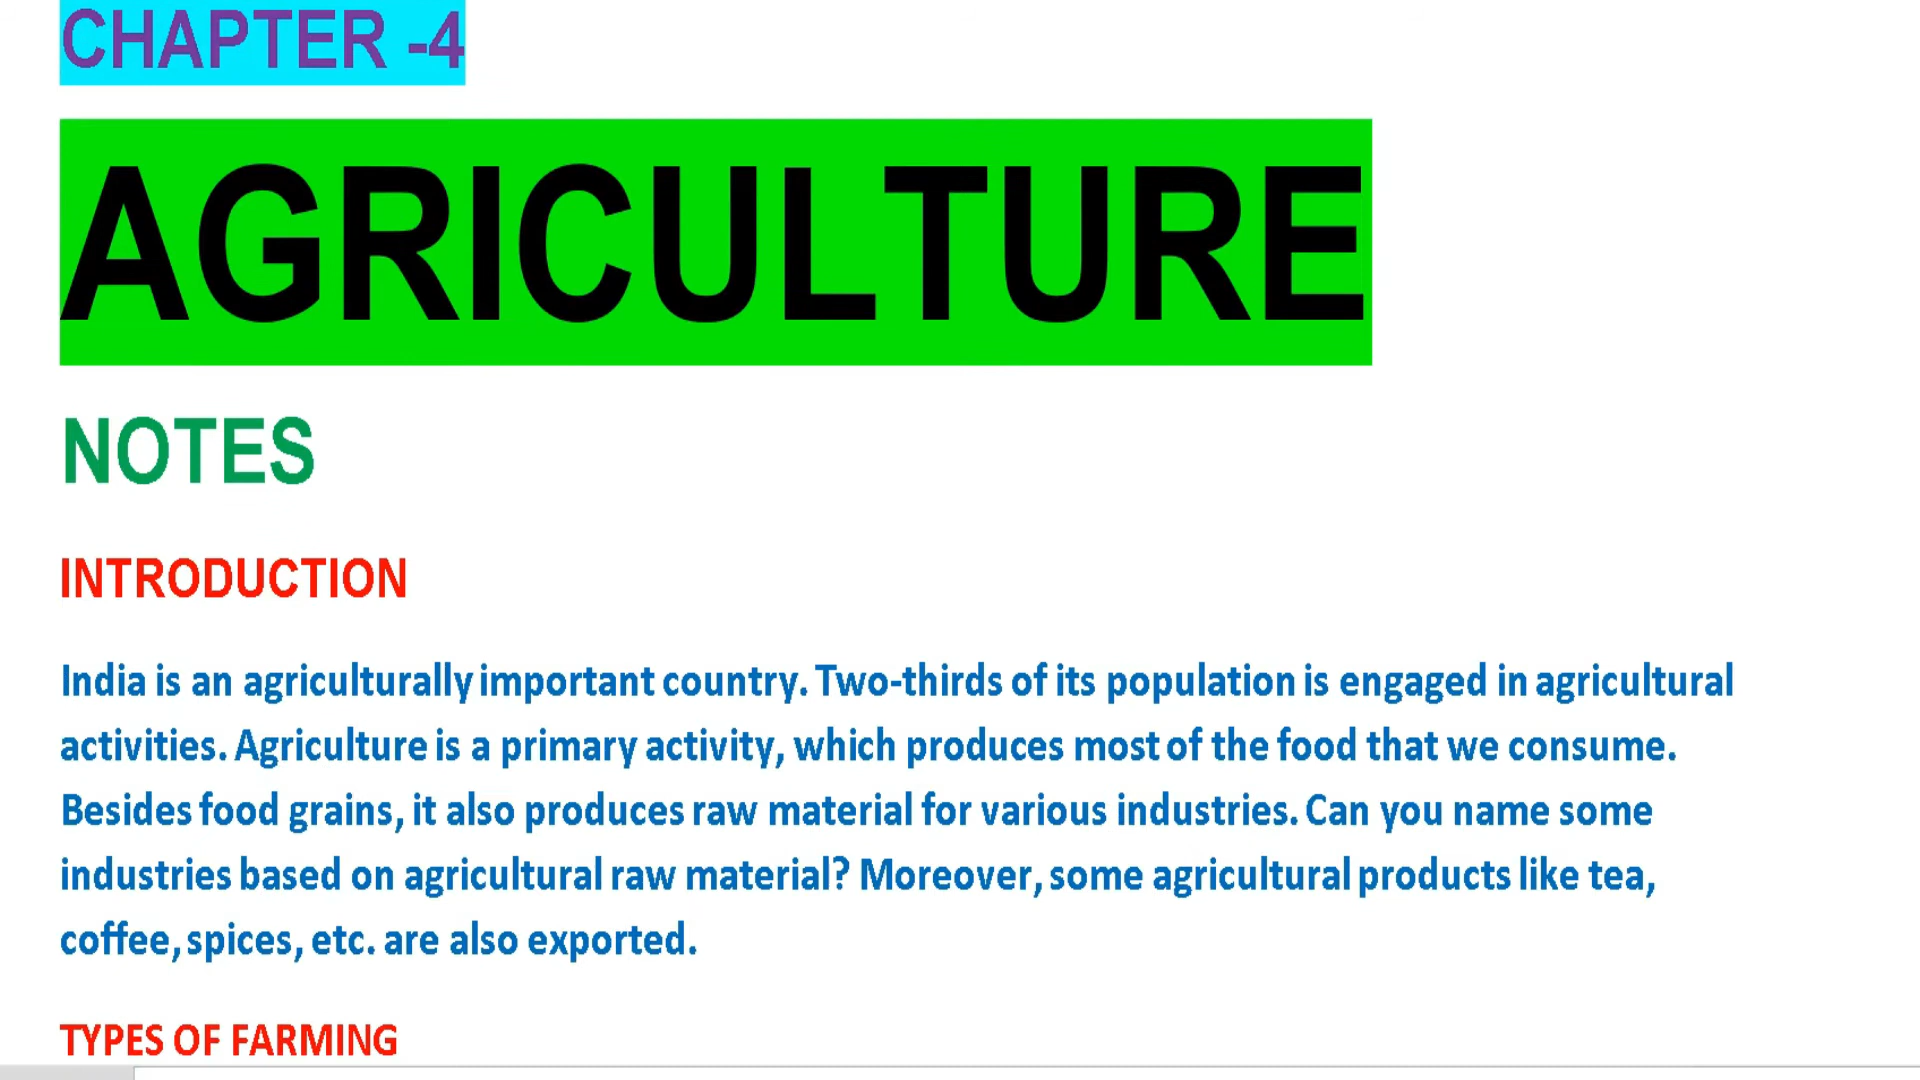 CHAPTER -4
AGRICULTURE
NOTES
INTRODUCTION
India is an agriculturally important country. Two-thirds of its population is engaged in agricultural
activities. Agriculture is a primary activity, which produces most of the food that we consume.
Besides food grains, it also produces raw material for various industries. Can you name some
industries based on agricultural raw material? Moreover, some agricultural products like tea,
coffee, spices, etc. are also exported.
TYPES OF FARMING